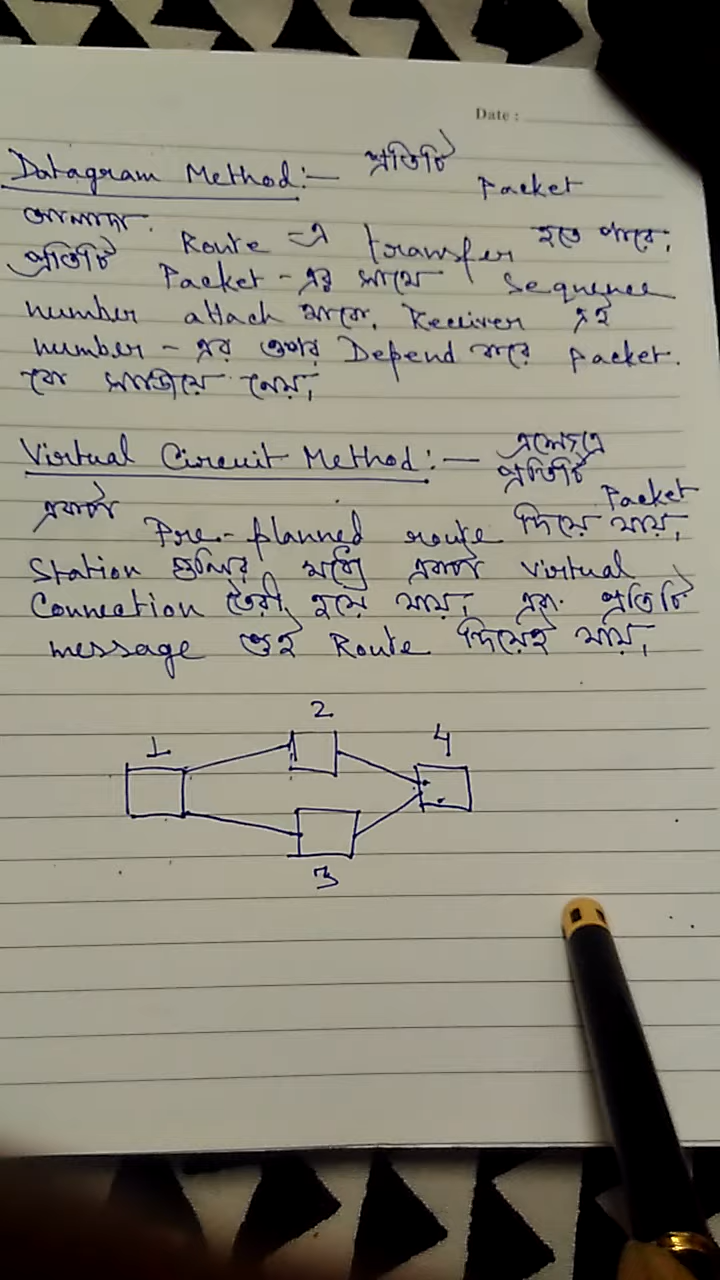 Date :
Datagram Method:— প্রতিটি Packet
আলাদা Route-এ transfer হতে পারে,
প্রতিটি Packet-এর সাথে Sequence
number attach থাকে, Receiver এই
number-এর ওপর Depend করে packet.
কে সাজিয়ে নেয়,
Virtual Circuit Method:— এক্ষেত্রে
প্রতিটি Packet
একটা Pre-planned route দিয়ে যায়,
Station গুলির মধ্যে একটা virtual
Connection তৈরী হয়ে যায়, এবং প্রতিটি
message ওই Route দিয়েই যায়,
2
1
4
3